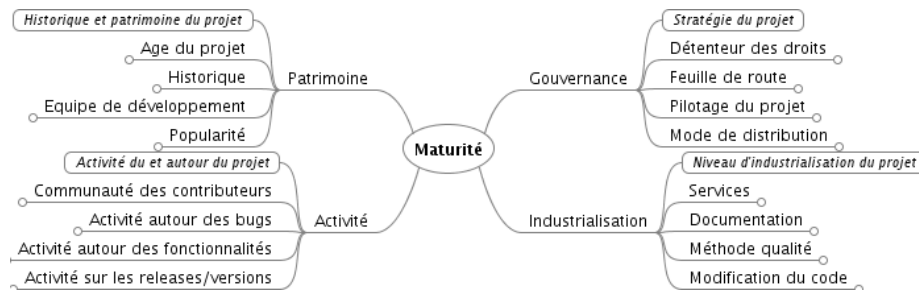 Historique et patrimoine du projet
Age du projet
Historique
Equipe de développement
Popularité
Patrimoine
Activité du et autour du projet
Communauté des contributeurs
Activité autour des bugs
Activité autour des fonctionnalités
Activité sur les releases/versions
Activité
Maturité
Stratégie du projet
Détenteur des droits
Feuille de route
Pilotage du projet
Mode de distribution
Gouvernance
Niveau d'industrialisation du projet
Services
Documentation
Méthode qualité
Modification du code
Industrialisation